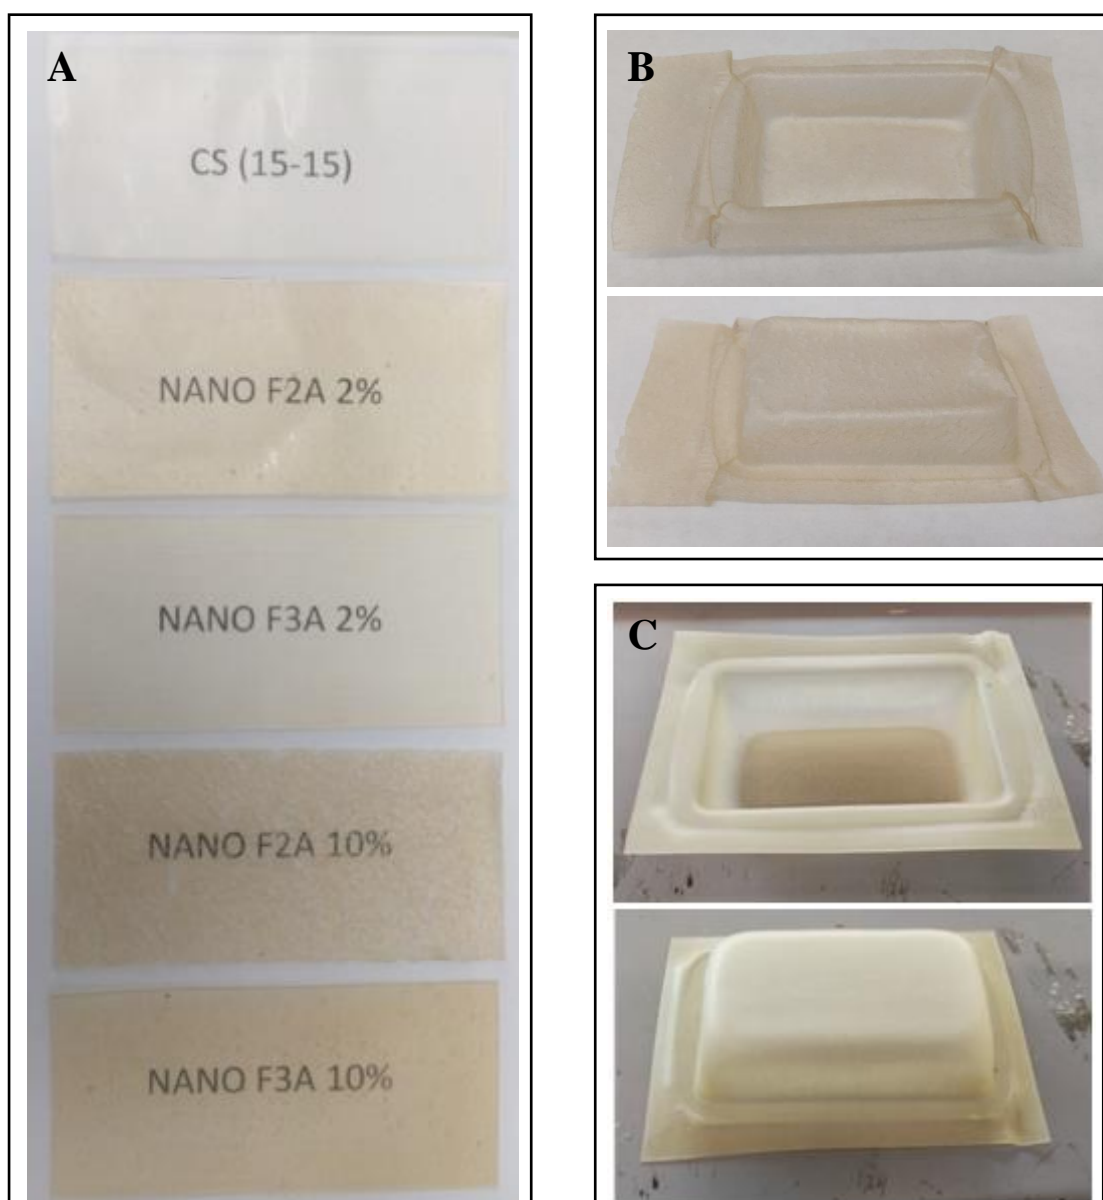 A
CS (15-15)
NANO F2A 2%
NANO F3A 2%
NANO F2A 10%
NANO F3A 10%
B
C